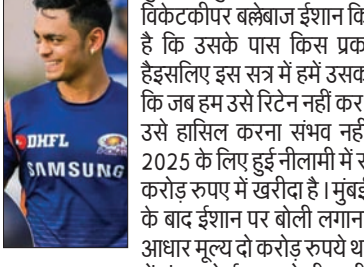 विकेटकीपर बल्लेबाज ईशान कि
है कि उसके पास किस प्रक
हैइसलिए इस सत्र में हमें उसक
कि जब हम उसे रिटेन नहीं कर
उसे हासिल करना संभव नह
2025 के लिए हुई नीलामी में स
करोड़ रुपए में खरीदा है। मुंबई
के बाद ईशान पर बोली लगान
आधार मूल्य दो करोड़ रुपये थ
DHFL
SAMSUNG